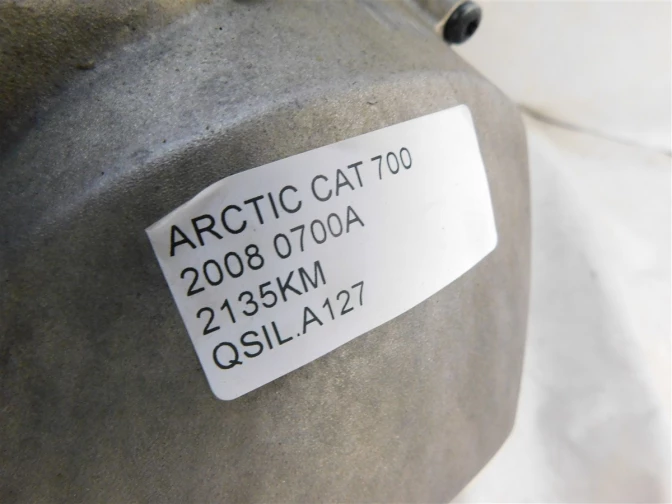 ARCTIC CAT 700
2008 0700A
2135KM
QSIL.A127